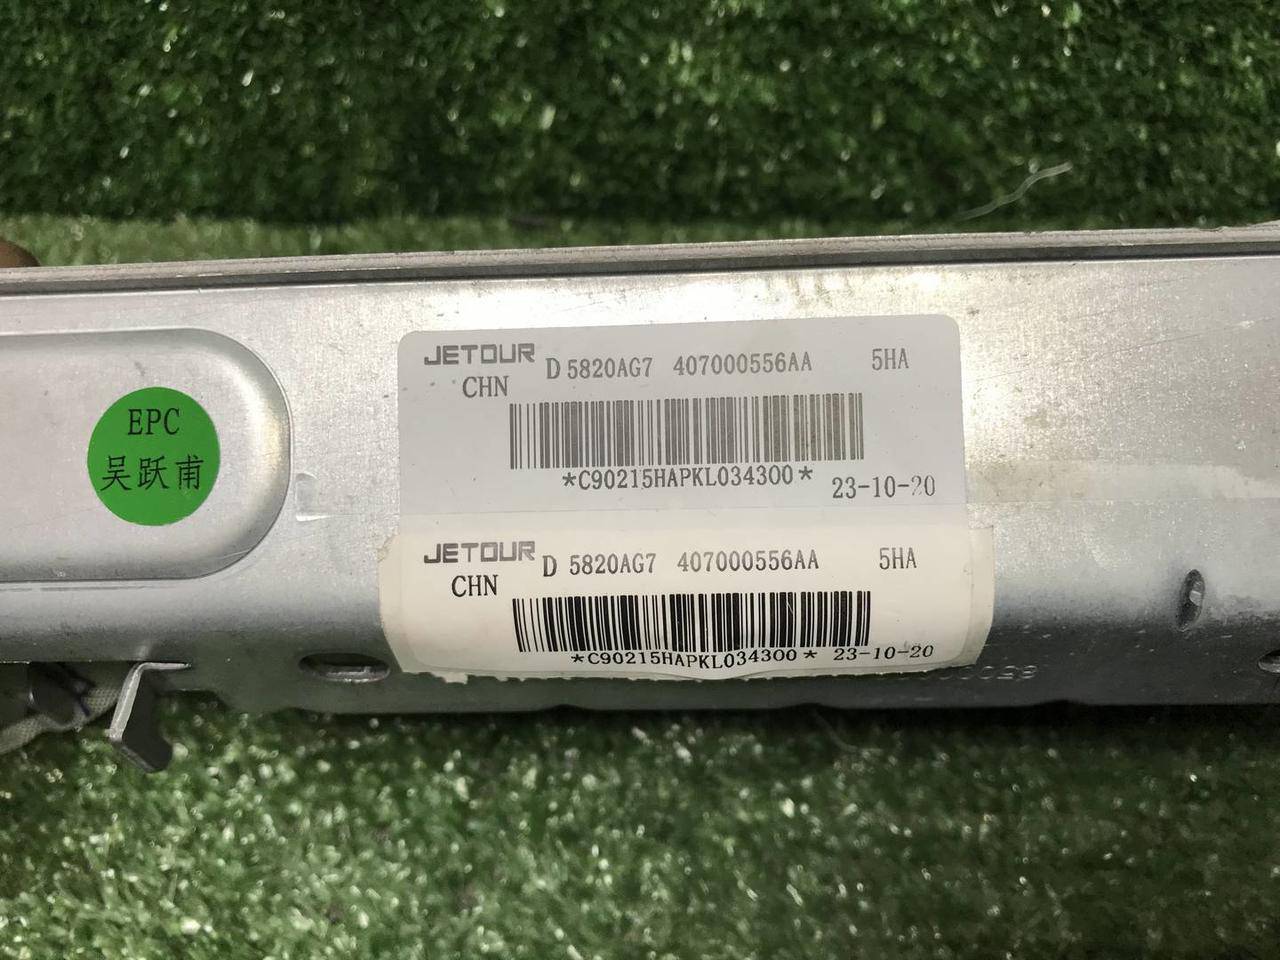 EPC
吴跃甫
JETOUR D 5820AG7 407000556AA 5HA
CHN
*C90215HAPKL034300* 23-10-20
JETOUR D 5820AG7 407000556AA 5HA
CHN
*C90215HAPKL034300* 23-10-20